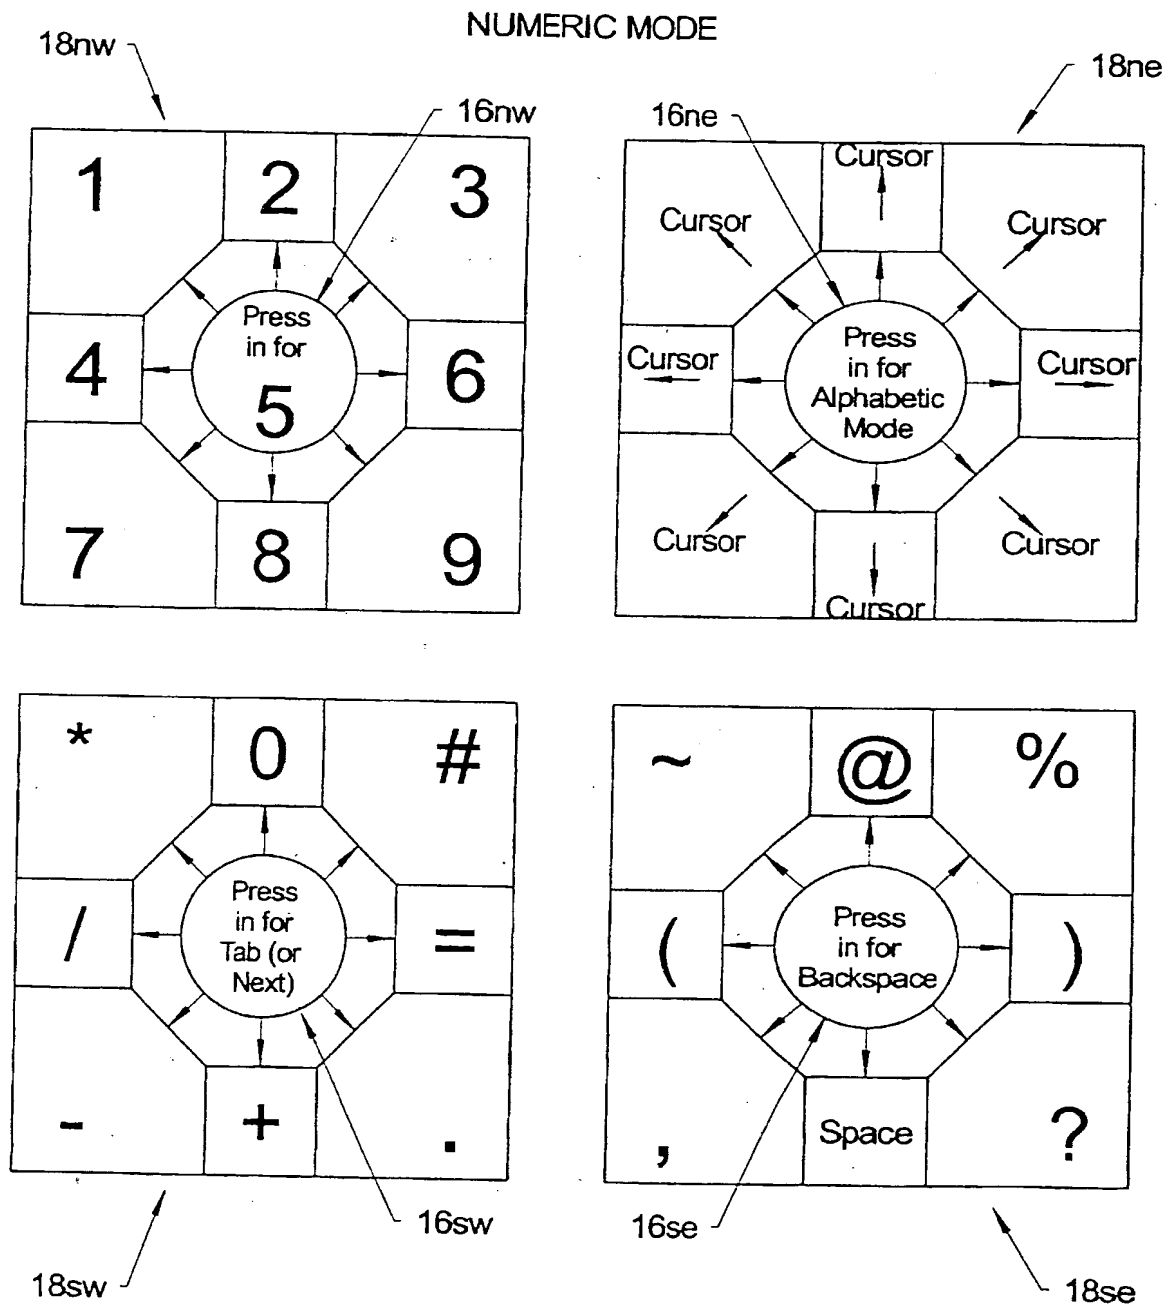 NUMERIC MODE
18nw
18ne
16nw
16ne
1 2 3
Press
in for
5
4 6
7 8 9
Cursor
Cursor
Cursor
Cursor
Press
in for
Alphabetic
Mode
Cursor
Cursor
Cursor
Cursor
* 0 #
Press
in for
Tab (or
Next)
/ =
- + .
~ @ %
Press
in for
Backspace
( )
, Space ?
16sw
16se
18sw
18se